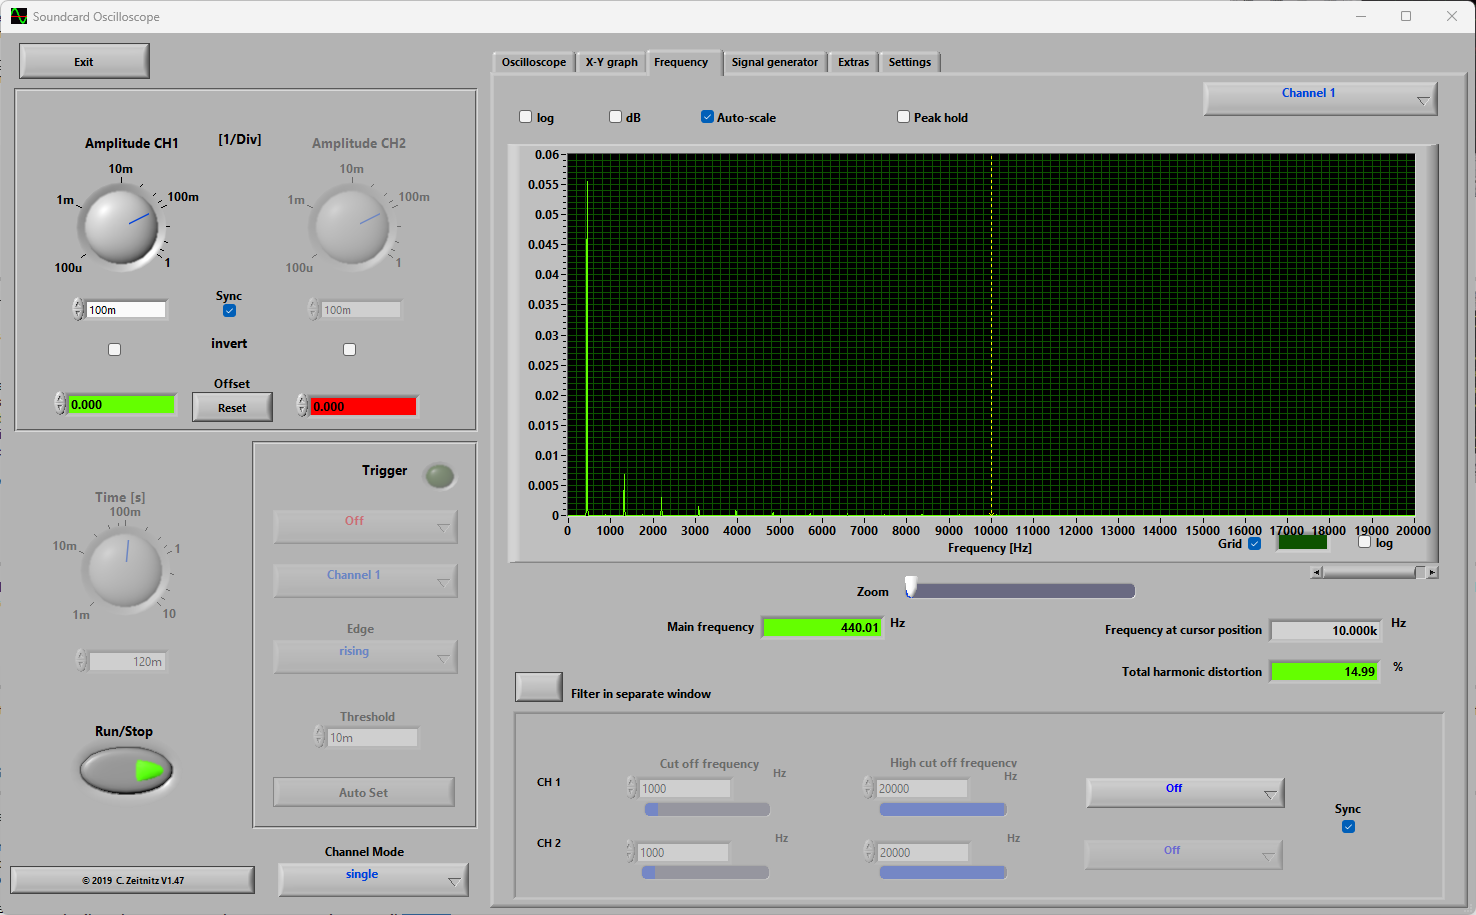 Soundcard Oscilloscope
Exit
Oscilloscope X-Y graph Frequency Signal generator Extras Settings
Channel 1
log dB Auto-scale Peak hold
Amplitude CH1 [1/Div] Amplitude CH2
10m 10m
1m 100m 1m 100m
100u 1 100u 1
100m Sync 100m
invert
Offset
0.000 Reset 0.000
0.06
0.055
0.05
0.045
0.04
0.035
0.03
0.025
0.02
0.015
0.01
0.005
0
0 1000 2000 3000 4000 5000 6000 7000 8000 9000 10000 11000 12000 13000 14000 15000 16000 17000 18000 19000 20000
Frequency [Hz]
Grid log
Zoom
Main frequency 440.01 Hz
Frequency at cursor position 10.000k Hz
Total harmonic distortion 14.99 %
Filter in separate window
Time [s]
100m
10m 1
1m 10
120m
Run/Stop
Trigger
Off
Channel 1
Edge
rising
Threshold
10m
Auto Set
Channel Mode
single
© 2019 C. Zeitnitz V1.47
Cut off frequency Hz High cut off frequency Hz
CH 1 1000 20000 Off
Sync
Hz Hz
CH 2 1000 20000 Off